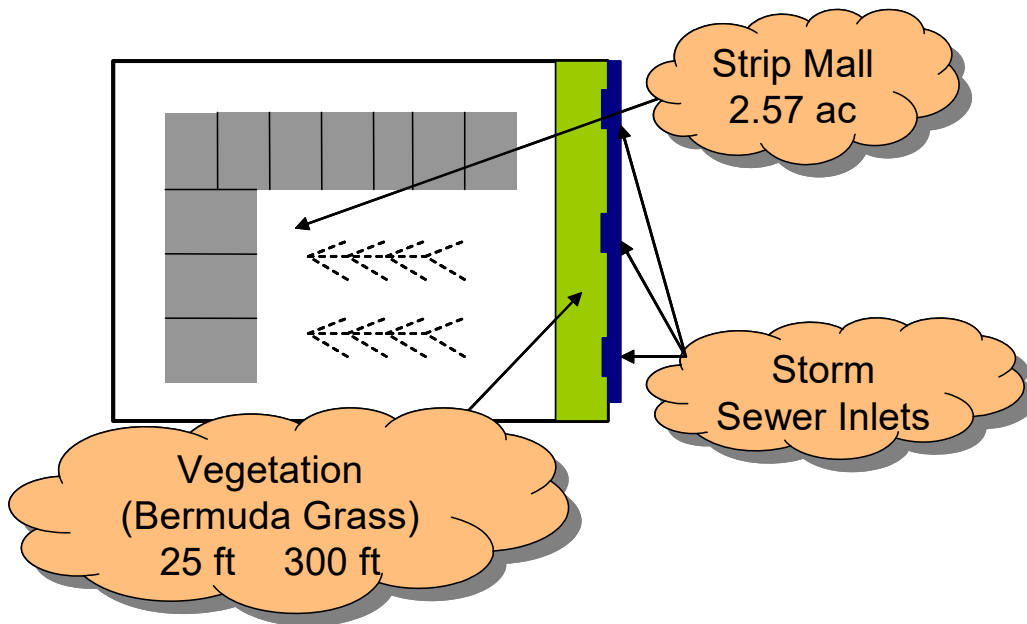 Strip Mall
2.57 ac
Storm
Sewer Inlets
Vegetation
(Bermuda Grass)
25 ft 300 ft